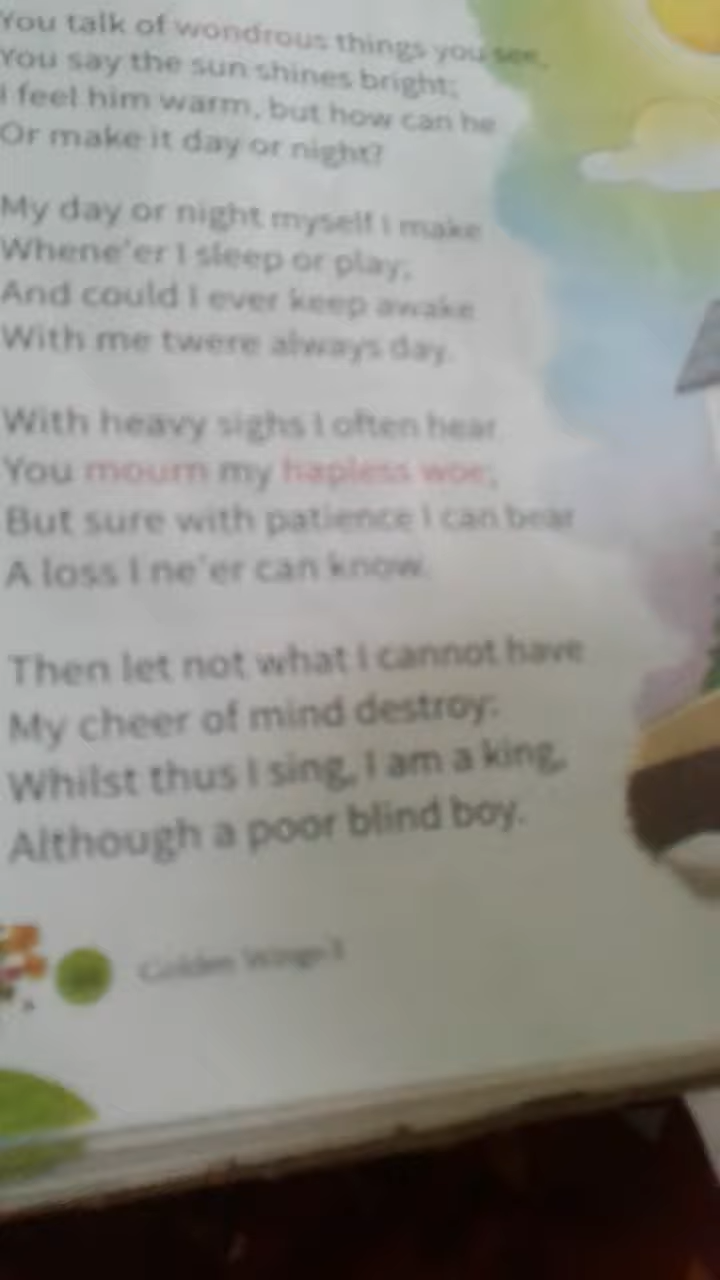 You talk of wondrous things you see,
You say the sun shines bright;
I feel him warm, but how can he
Or make it day or night?
My day or night myself I make
Whene'er I sleep or play;
And could I ever keep awake
With me twere always day.
With heavy sighs I often hear
You mourn my hapless woe;
But sure with patience I can bear
A loss I ne'er can know.
Then let not what I cannot have
My cheer of mind destroy:
Whilst thus I sing, I am a king,
Although a poor blind boy.
Golden Wings